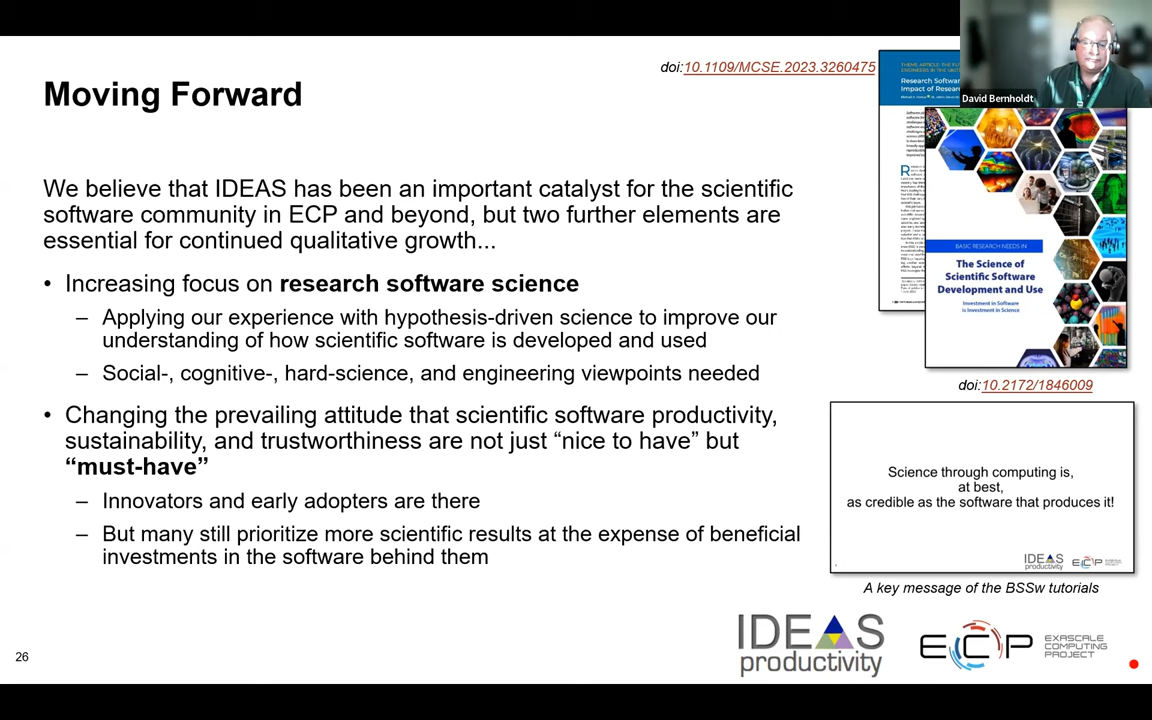 Moving Forward
doi:10.1109/MCSE.2023.3260475
Research Softwar
Impact of Resear
David Bernholdt
We believe that IDEAS has been an important catalyst for the scientific
software community in ECP and beyond, but two further elements are
essential for continued qualitative growth...
• Increasing focus on research software science
– Applying our experience with hypothesis-driven science to improve our
understanding of how scientific software is developed and used
– Social-, cognitive-, hard-science, and engineering viewpoints needed
• Changing the prevailing attitude that scientific software productivity,
sustainability, and trustworthiness are not just “nice to have” but
“must-have”
– Innovators and early adopters are there
– But many still prioritize more scientific results at the expense of beneficial
investments in the software behind them
BASIC RESEARCH NEEDS IN
The Science of
Scientific Software
Development and Use
Investment in Software
is Investment in Science
doi:10.2172/1846009
Science through computing is,
at best,
as credible as the software that produces it!
IDEAS
productivity
ECP
A key message of the BSSw tutorials
26
IDEAS
productivity
ECP
EXASCALE
COMPUTING
PROJECT